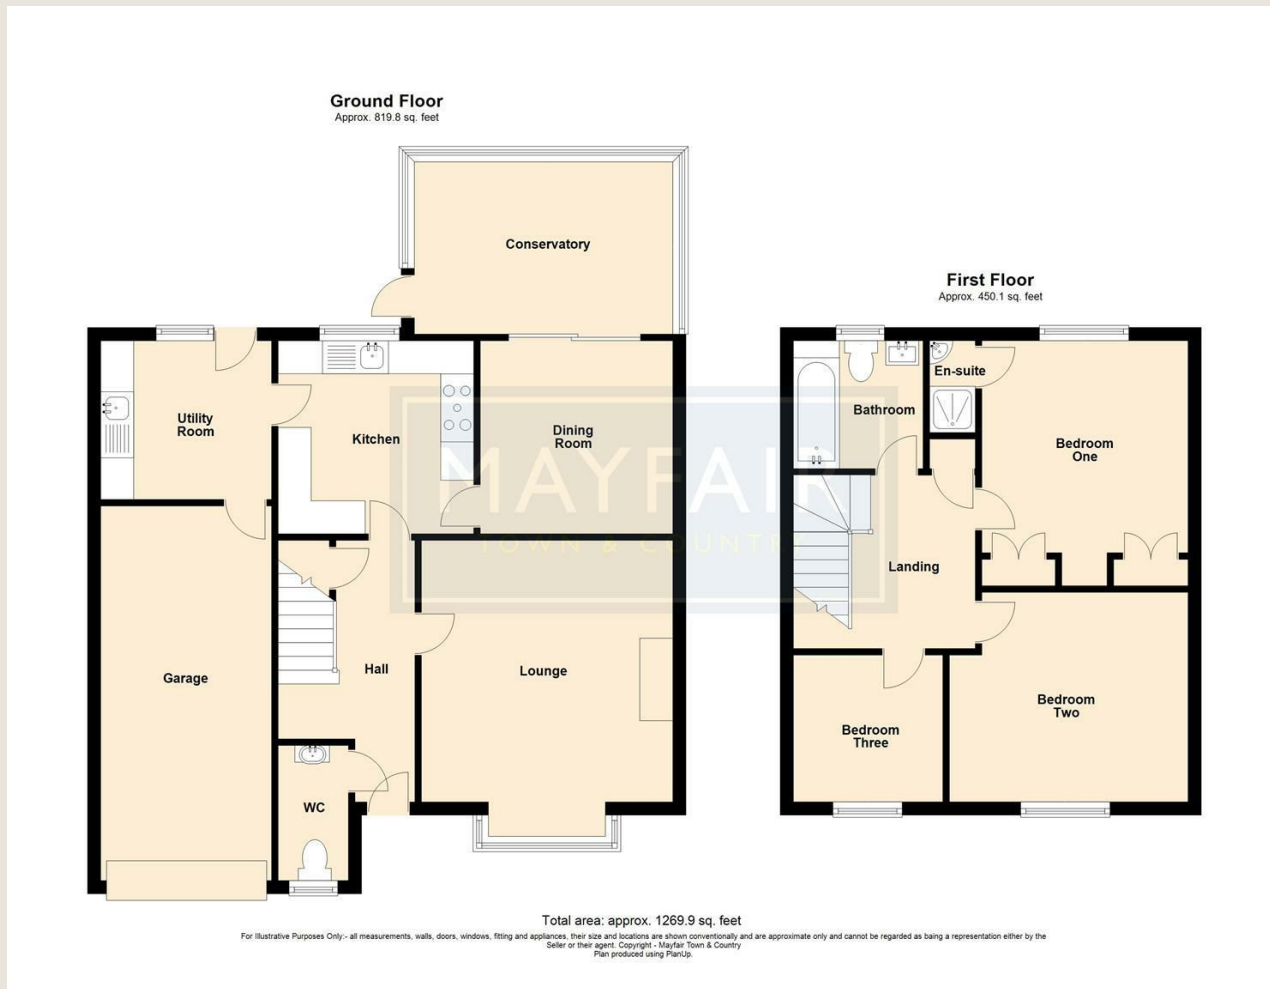 Ground Floor
Approx. 819.8 sq. feet
Conservatory
Utility
Room
Kitchen
Dining
Room
Garage
Hall
Lounge
WC
First Floor
Approx. 450.1 sq. feet
En-suite
Bathroom
Bedroom
One
Landing
Bedroom
Two
Bedroom
Three
MAYFAIR
TOWN & COUNTRY
Total area: approx. 1269.9 sq. feet
For Illustrative Purposes Only:- all measurements, walls, doors, windows, fitting and appliances, their size and locations are shown conventionally and are approximate only and cannot be regarded as being a representation either by the
Seller or their agent. Copyright - Mayfair Town & Country
Plan produced using PlanUp.